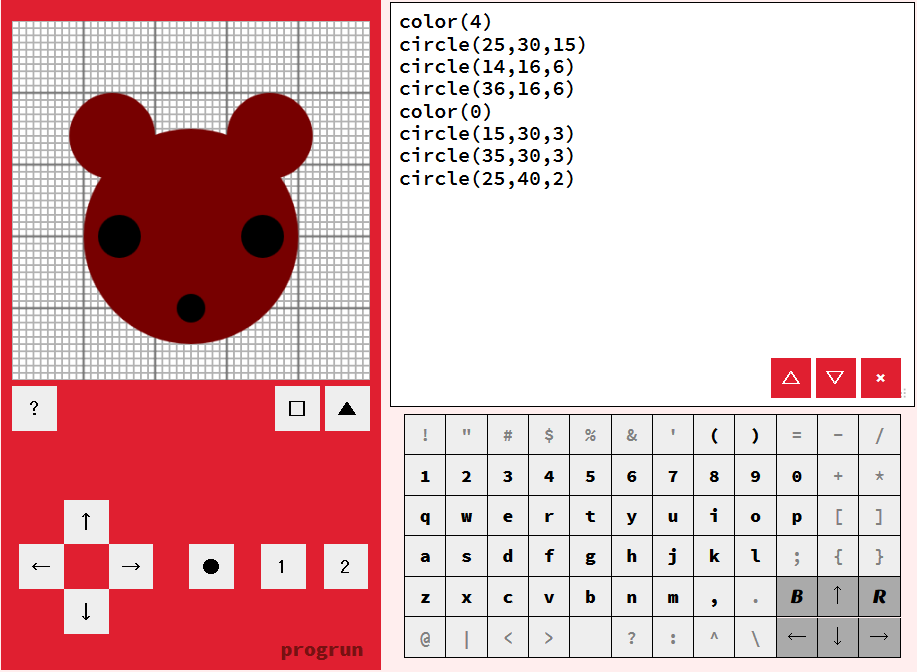 color(4)
circle(25,30,15)
circle(14,16,6)
circle(36,16,6)
color(0)
circle(15,30,3)
circle(35,30,3)
circle(25,40,2)
△ ▽ ×
? □ ▲
↑
← → ● 1 2
↓
progrun
! " # $ % & ' ( ) = - /
1 2 3 4 5 6 7 8 9 0 + *
q w e r t y u i o p [ ]
a s d f g h j k l ; { }
z x c v b n m , . B ↑ R
@ | < > ? : ^ \ ← ↓ →